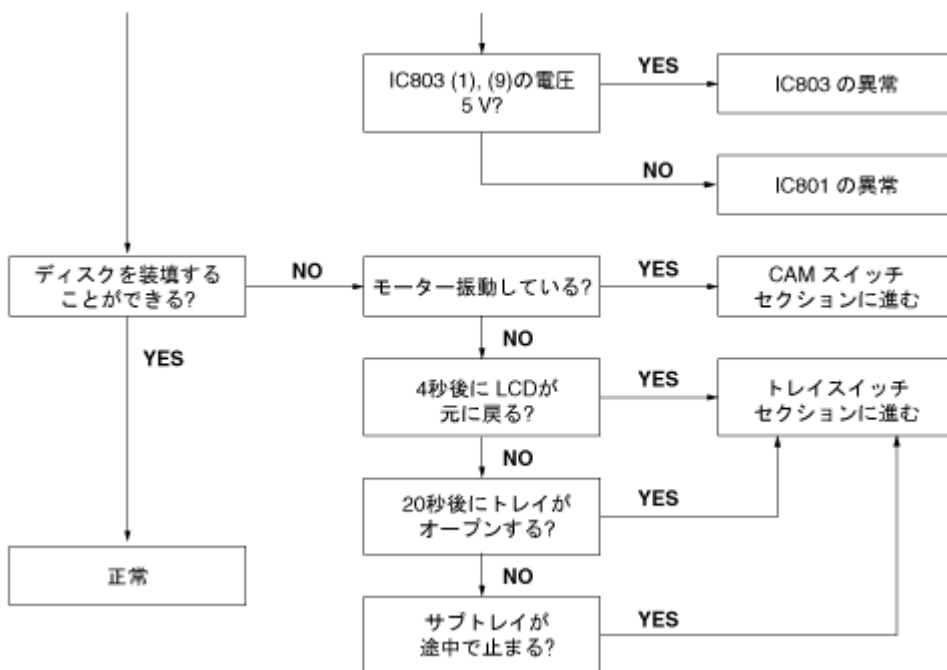 IC803 (1), (9)の電圧
5 V?
YES
IC803 の異常
NO
IC801 の異常
ディスクを装填する
ことができる?
NO
モーター振動している?
YES
CAM スイッチ
セクションに進む
YES
NO
4秒後に LCDが
元に戻る?
YES
トレイスイッチ
セクションに進む
NO
20秒後にトレイが
オープンする?
YES
正常
NO
サブトレイが
途中で止まる?
YES